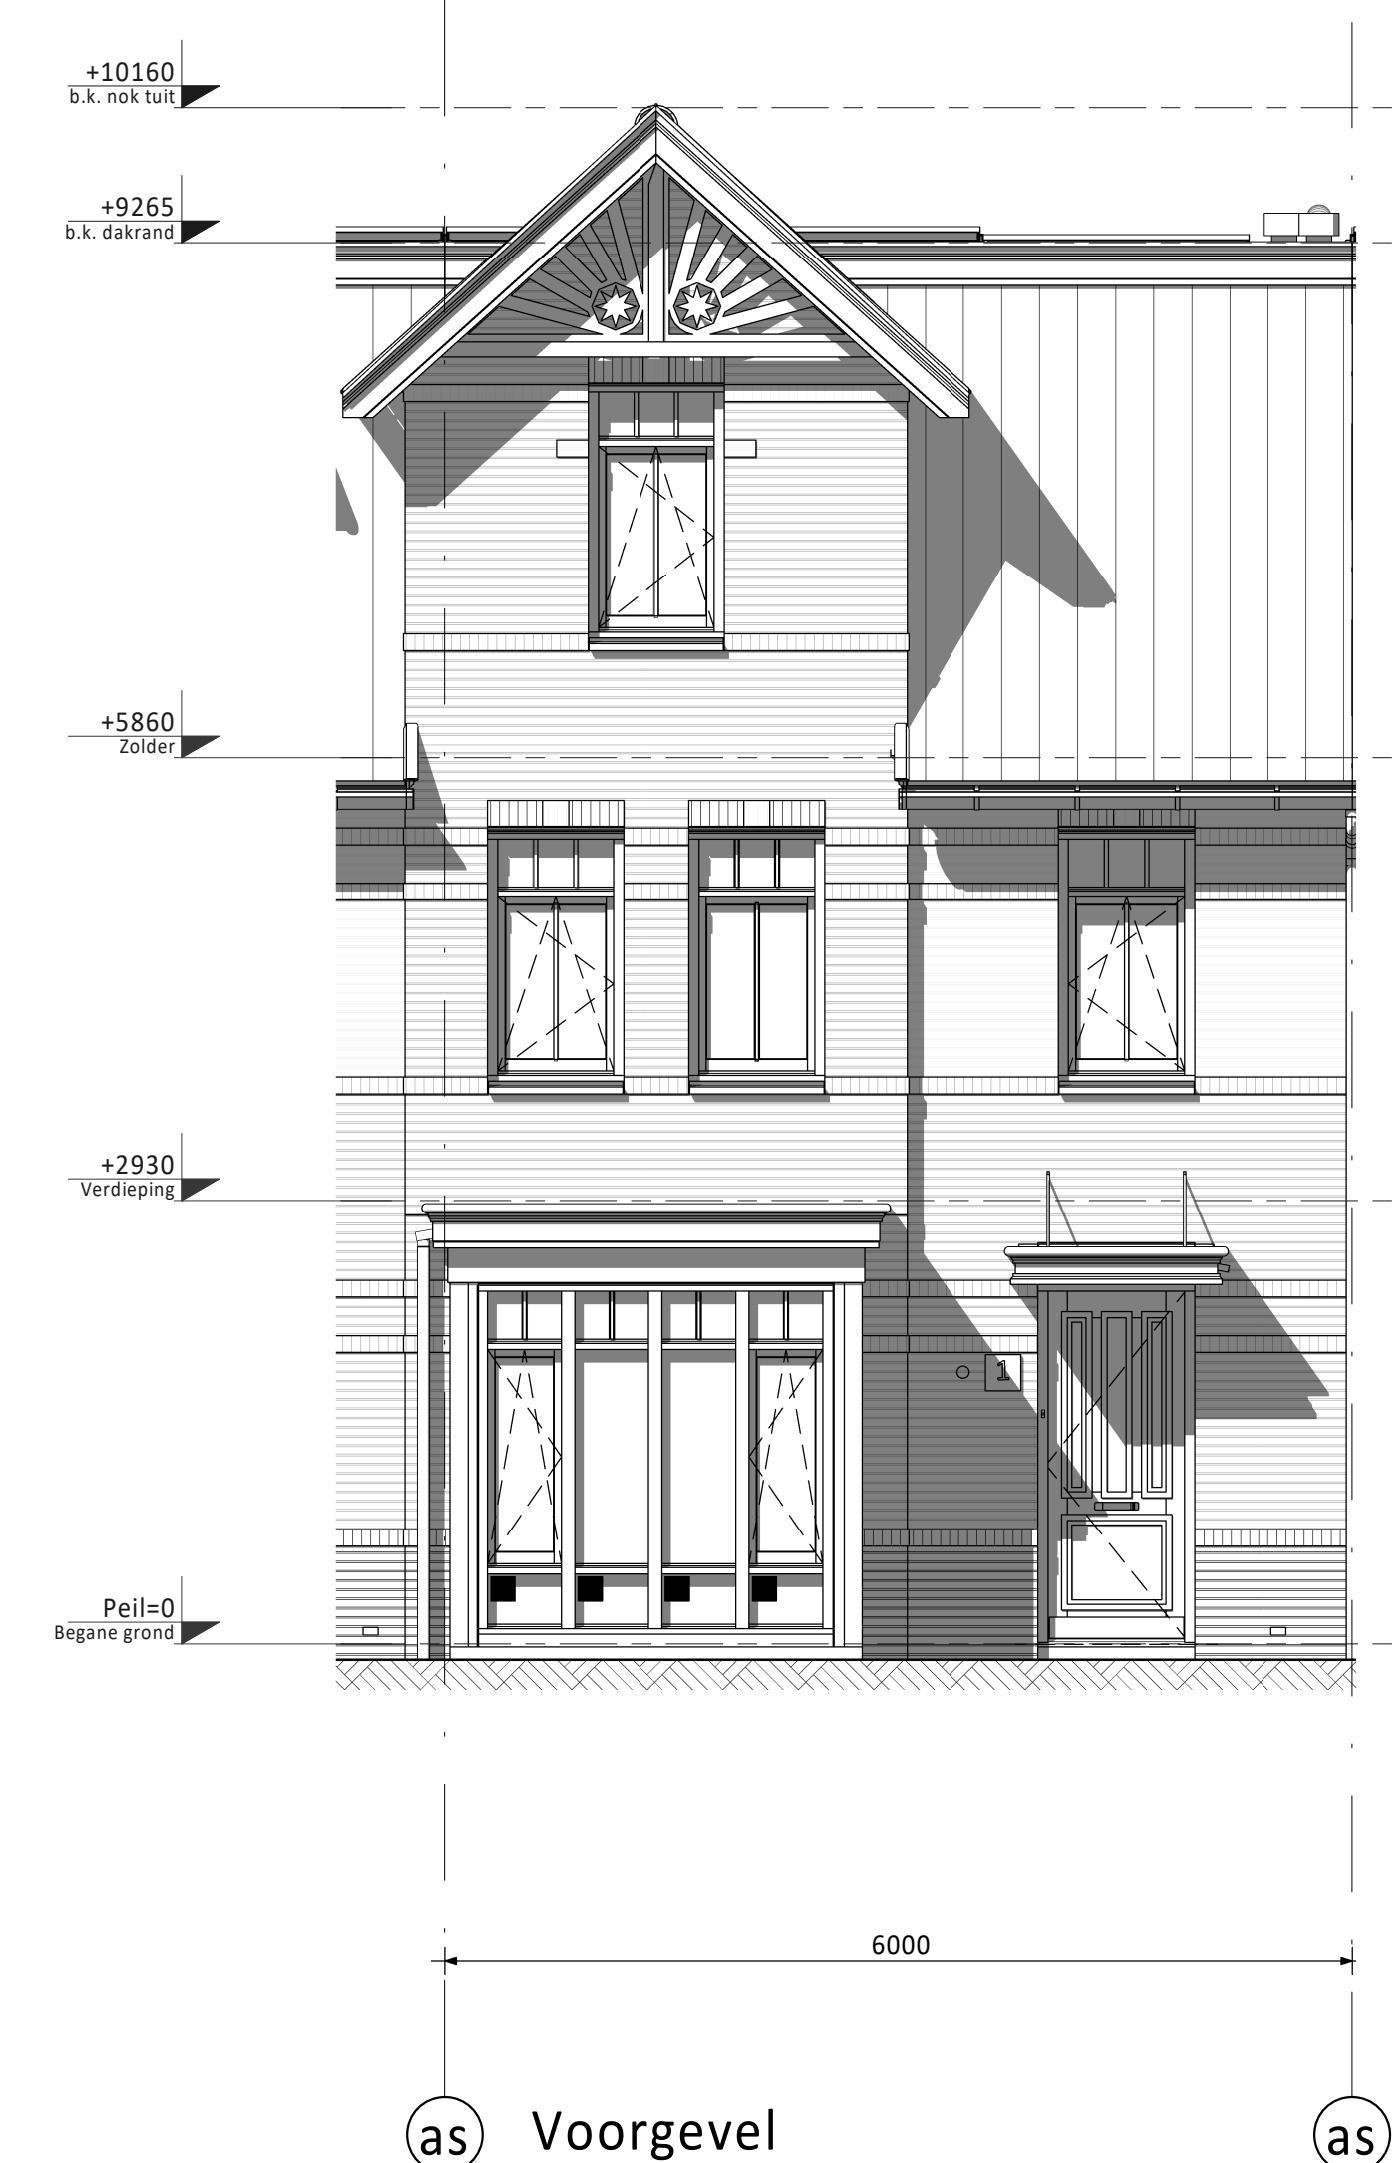 +10160
b.k. nok tuit
+9265
b.k. dakrand
+5860
Zolder
+2930
Verdieping
1
Peil=0
Begane grond
6000
as
Voorgevel
as